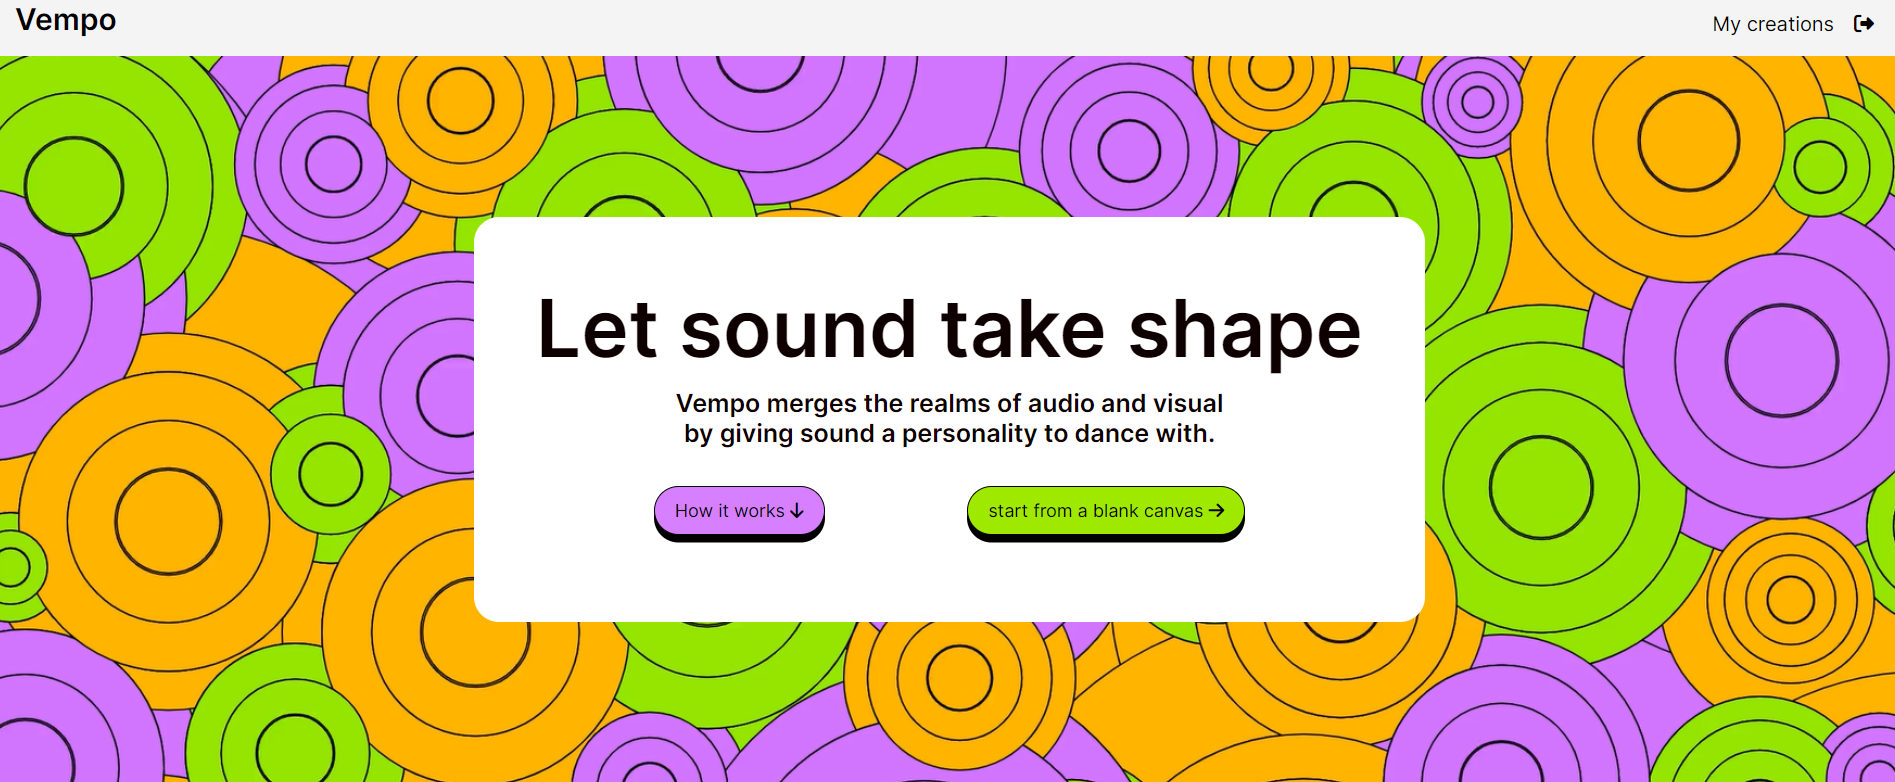 Vempo
My creations
Let sound take shape
Vempo merges the realms of audio and visual
by giving sound a personality to dance with.
How it works
start from a blank canvas